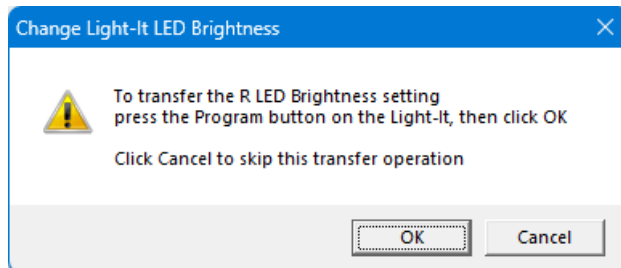 Change Light-It LED Brightness
To transfer the R LED Brightness setting
press the Program button on the Light-It, then click OK
Click Cancel to skip this transfer operation
OK
Cancel